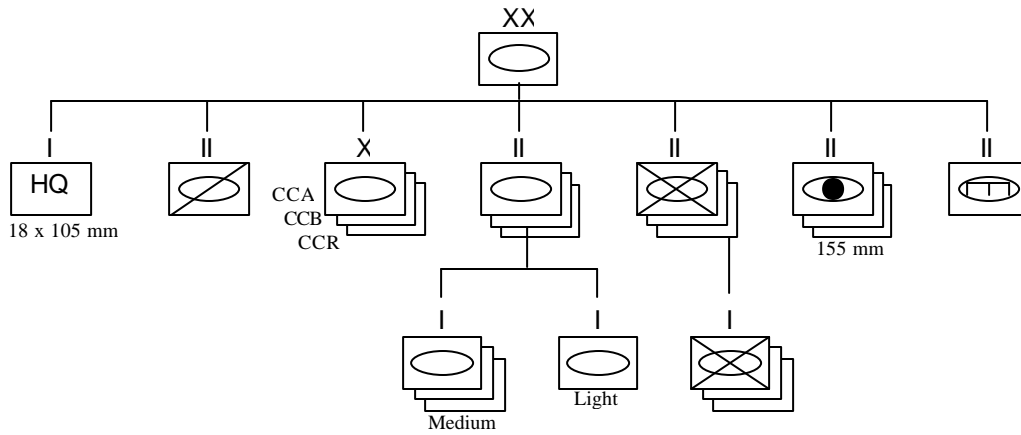 XX
I
II
X
II
II
II
II
HQ
CCA
CCB
CCR
18 x 105 mm
155 mm
I
I
I
Light
Medium